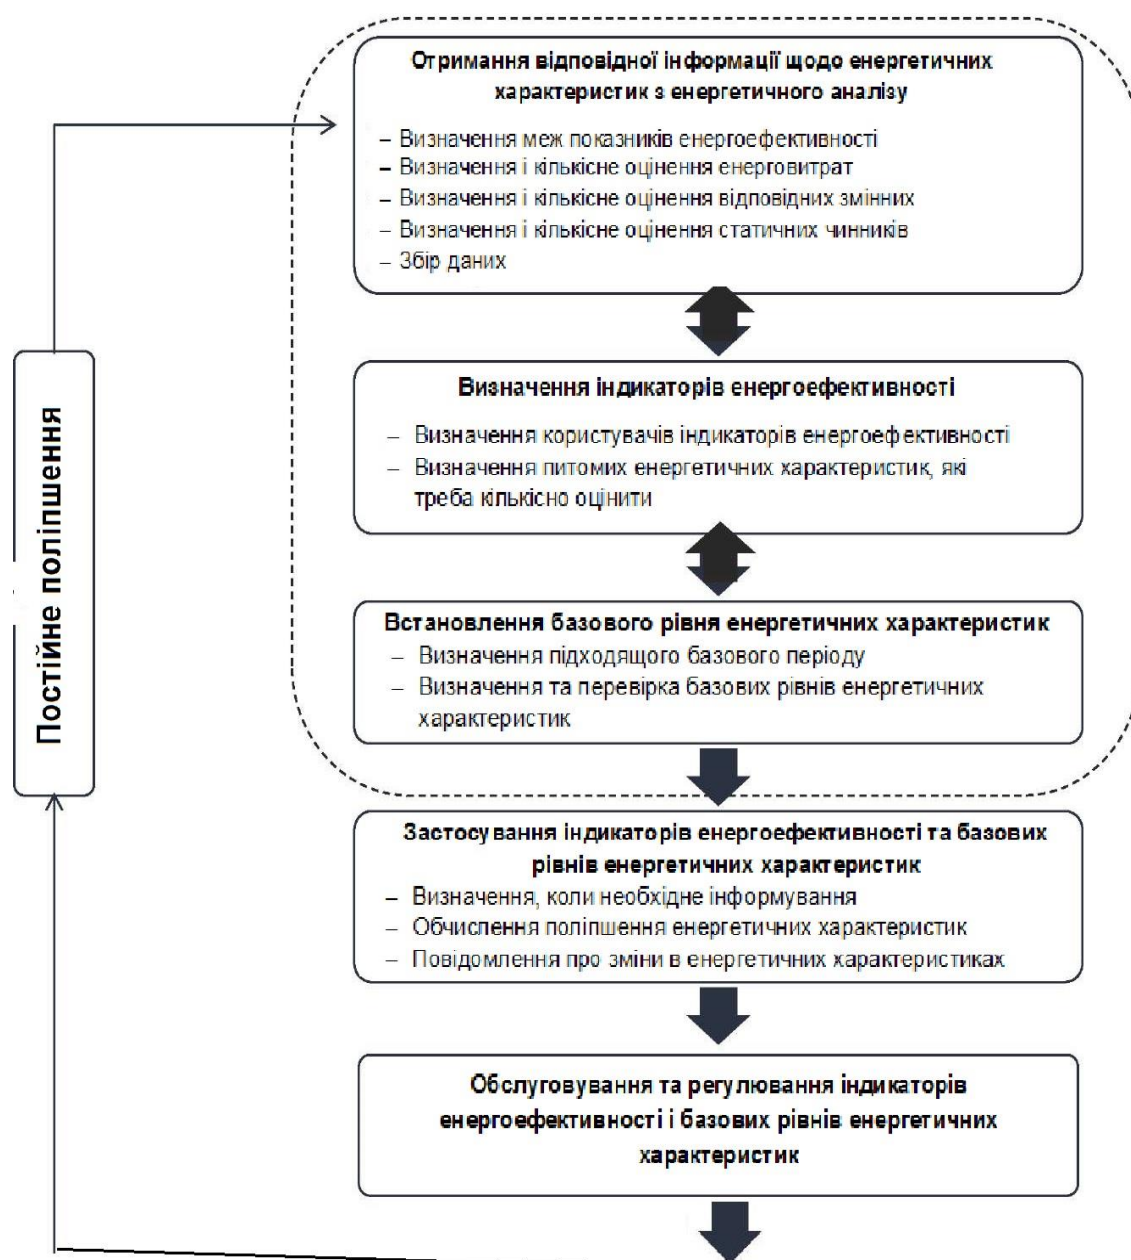 Отримання відповідної інформації щодо енергетичних
характеристик з енергетичного аналізу
– Визначення меж показників енергоефективності
– Визначення і кількісне оцінення енерговитрат
– Визначення і кількісне оцінення відповідних змінних
– Визначення і кількісне оцінення статичних чинників
– Збір даних
Визначення індикаторів енергоефективності
– Визначення користувачів індикаторів енергоефективності
– Визначення питомих енергетичних характеристик, які
треба кількісно оцінити
Постійне поліпшення
Встановлення базового рівня енергетичних характеристик
– Визначення підходящого базового періоду
– Визначення та перевірка базових рівнів енергетичних
характеристик
Застосування індикаторів енергоефективності та базових
рівнів енергетичних характеристик
– Визначення, коли необхідне інформування
– Обчислення поліпшення енергетичних характеристик
– Повідомлення про зміни в енергетичних характеристиках
Обслуговування та регулювання індикаторів
енергоефективності і базових рівнів енергетичних
характеристик